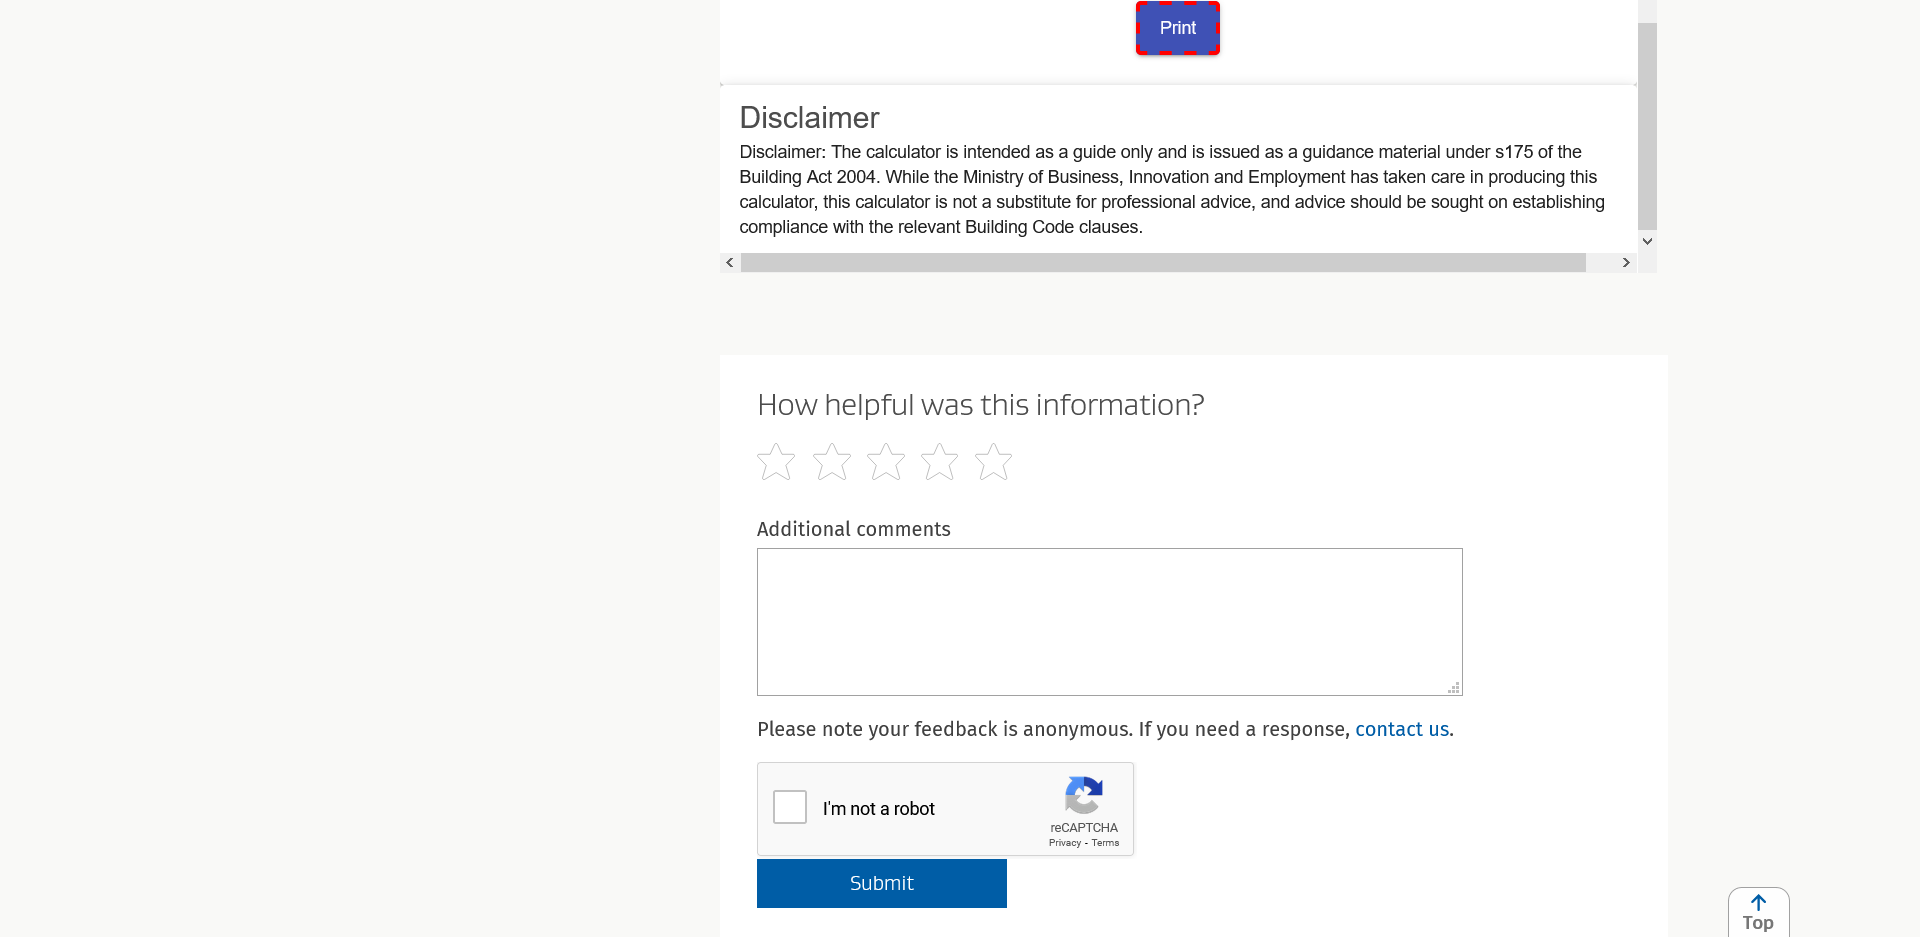 Print
Disclaimer
Disclaimer: The calculator is intended as a guide only and is issued as a guidance material under s175 of the
Building Act 2004. While the Ministry of Business, Innovation and Employment has taken care in producing this
calculator, this calculator is not a substitute for professional advice, and advice should be sought on establishing
compliance with the relevant Building Code clauses.
How helpful was this information?
Additional comments
Please note your feedback is anonymous. If you need a response, contact us.
I'm not a robot
reCAPTCHA
Privacy - Terms
Submit
Top